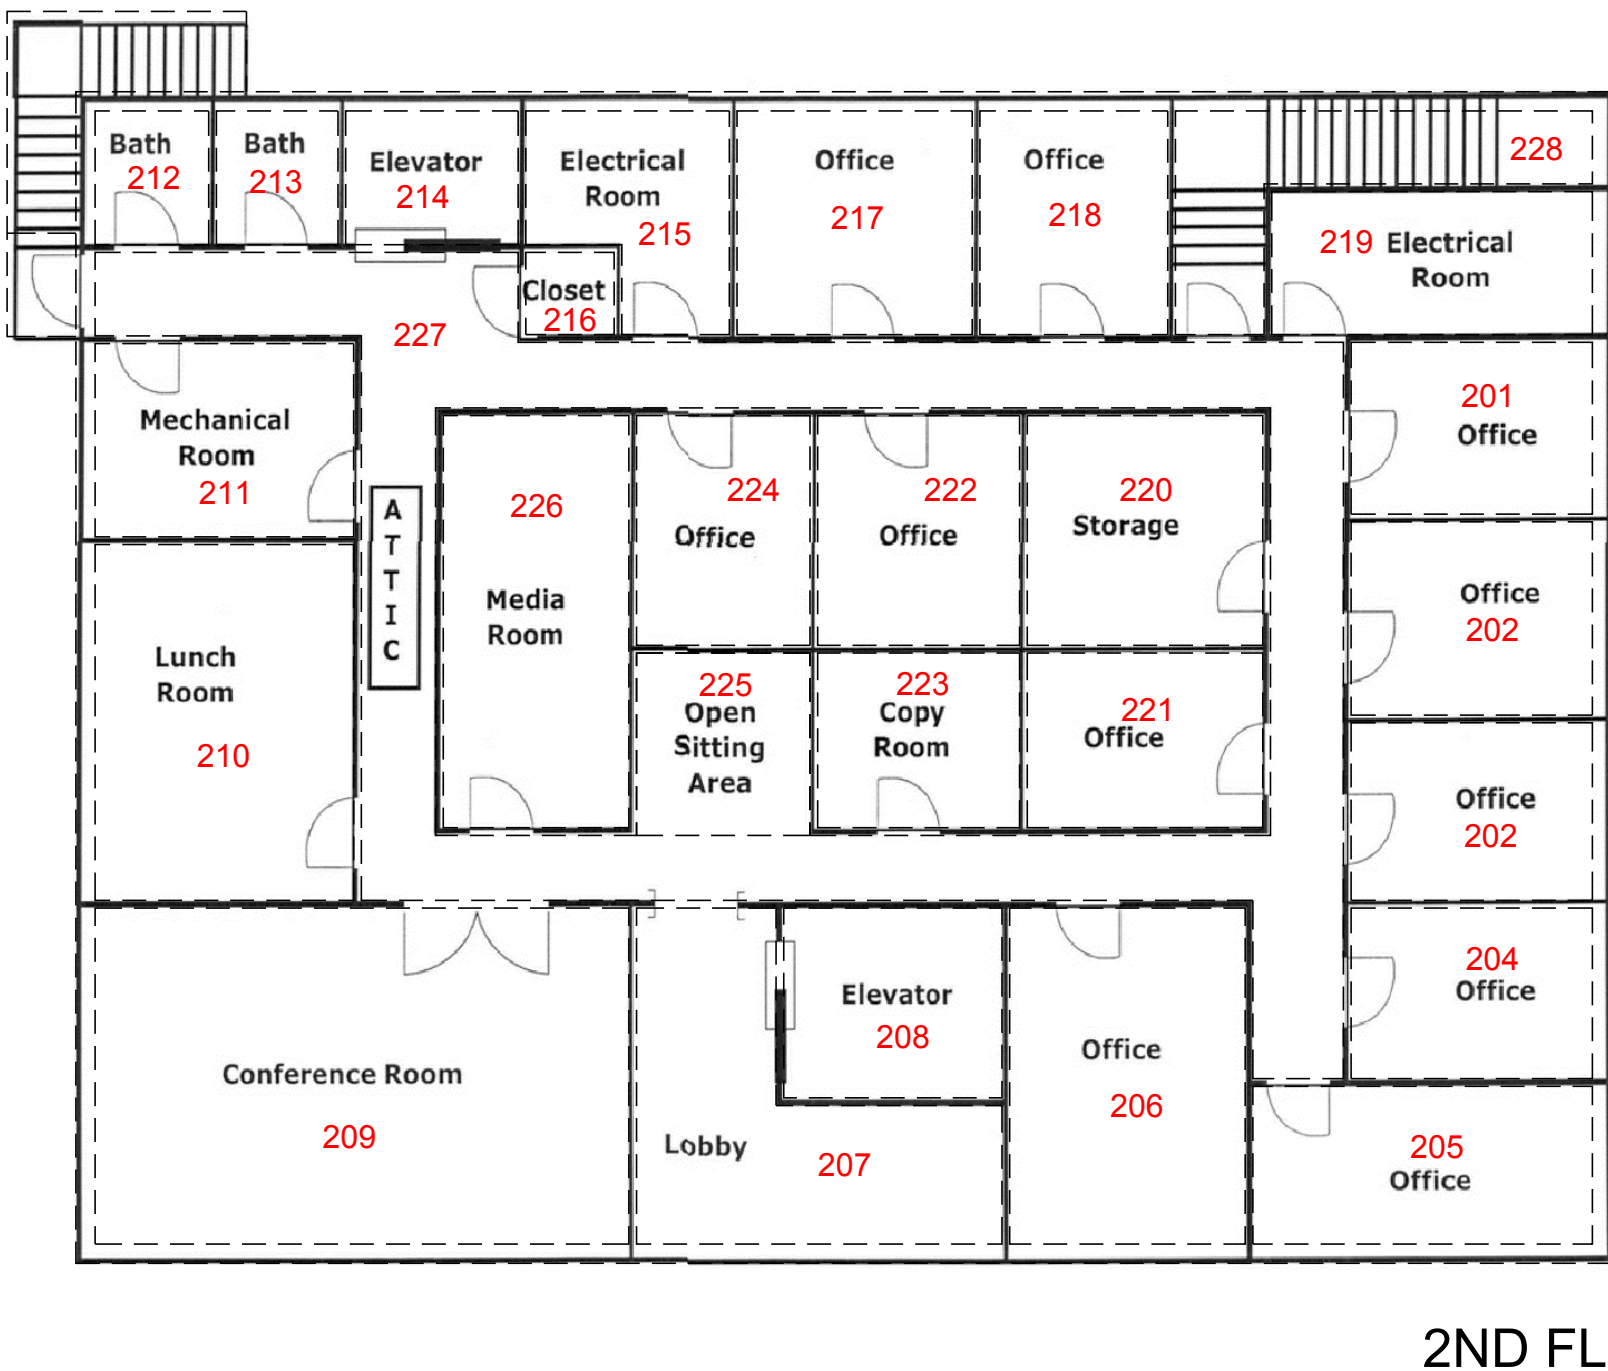 Bath
212
Bath
213
Elevator
214
Electrical
Room
215
Office
217
Office
218
228
219 Electrical
Room
Closet
216
227
Mechanical
Room
211
ATTIC
226
Media
Room
224
Office
222
Office
220
Storage
201
Office
Office
202
Lunch
Room
210
225
Open
Sitting
Area
223
Copy
Room
221
Office
Office
202
204
Office
Conference Room
209
Elevator
208
Lobby
207
Office
206
205
Office
2ND FL